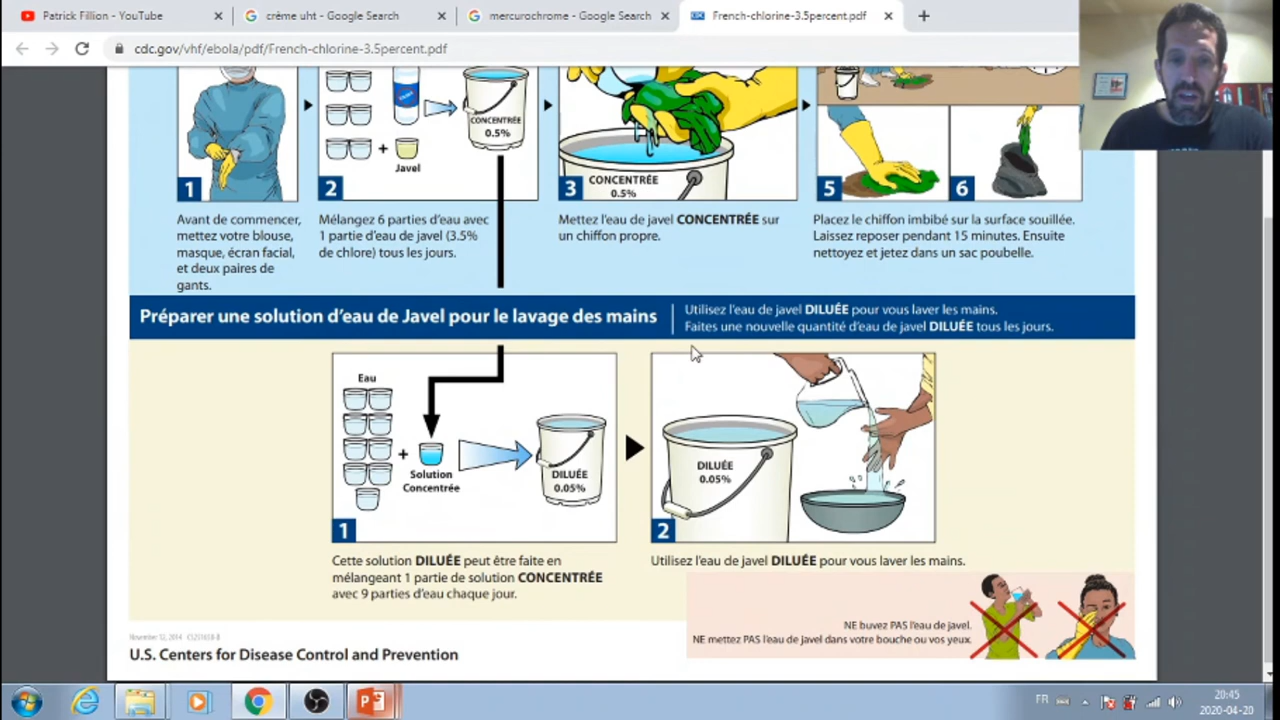 Patrick Fillion - YouTube
crème uht - Google Search
mercurochrome - Google Search
French-chlorine-3.5percent.pdf
cdc.gov/vhf/ebola/pdf/French-chlorine-3.5percent.pdf
1
2
Javel
CONCENTRÉE
0.5%
3
CONCENTRÉE
0.5%
5
6
Avant de commencer,
mettez votre blouse,
masque, écran facial,
et deux paires de
gants.
Mélangez 6 parties d'eau avec
1 partie d'eau de javel (3.5%
de chlore) tous les jours.
Mettez l'eau de javel CONCENTRÉE sur
un chiffon propre.
Placez le chiffon imbibé sur la surface souillée.
Laissez reposer pendant 15 minutes. Ensuite
nettoyez et jetez dans un sac poubelle.
Préparer une solution d'eau de Javel pour le lavage des mains
Utilisez l'eau de javel DILUÉE pour vous laver les mains.
Faites une nouvelle quantité d'eau de javel DILUÉE tous les jours.
Eau
+
Solution
Concentrée
DILUÉE
0.05%
1
DILUÉE
0.05%
2
Cette solution DILUÉE peut être faite en
mélangeant 1 partie de solution CONCENTRÉE
avec 9 parties d'eau chaque jour.
Utilisez l'eau de javel DILUÉE pour vous laver les mains.
NE buvez PAS l'eau de javel.
NE mettez PAS l'eau de javel dans votre bouche ou vos yeux.
U.S. Centers for Disease Control and Prevention
FR
20:45
2020-04-20